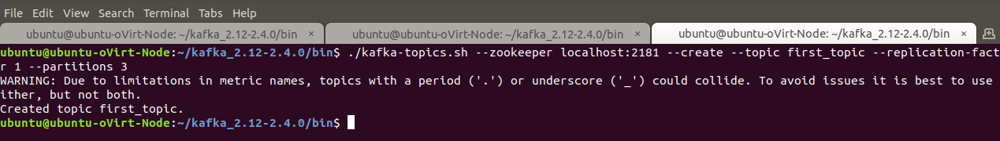 File Edit View Search Terminal Tabs Help
ubuntu@ubuntu-oVirt-Node: ~/kafka_2.12-2.4.0/bin × ubuntu@ubuntu-oVirt-Node: ~/kafka_2.12-2.4.0/bin × ubuntu@ubuntu-oVirt-Node: ~/kafka_2.12-2.4.0/bin ×
ubuntu@ubuntu-oVirt-Node:~/kafka_2.12-2.4.0/bin$ ./kafka-topics.sh --zookeeper localhost:2181 --create --topic first_topic --replication-fact
r 1 --partitions 3
WARNING: Due to limitations in metric names, topics with a period ('.') or underscore ('_') could collide. To avoid issues it is best to use
ither, but not both.
Created topic first_topic.
ubuntu@ubuntu-oVirt-Node:~/kafka_2.12-2.4.0/bin$